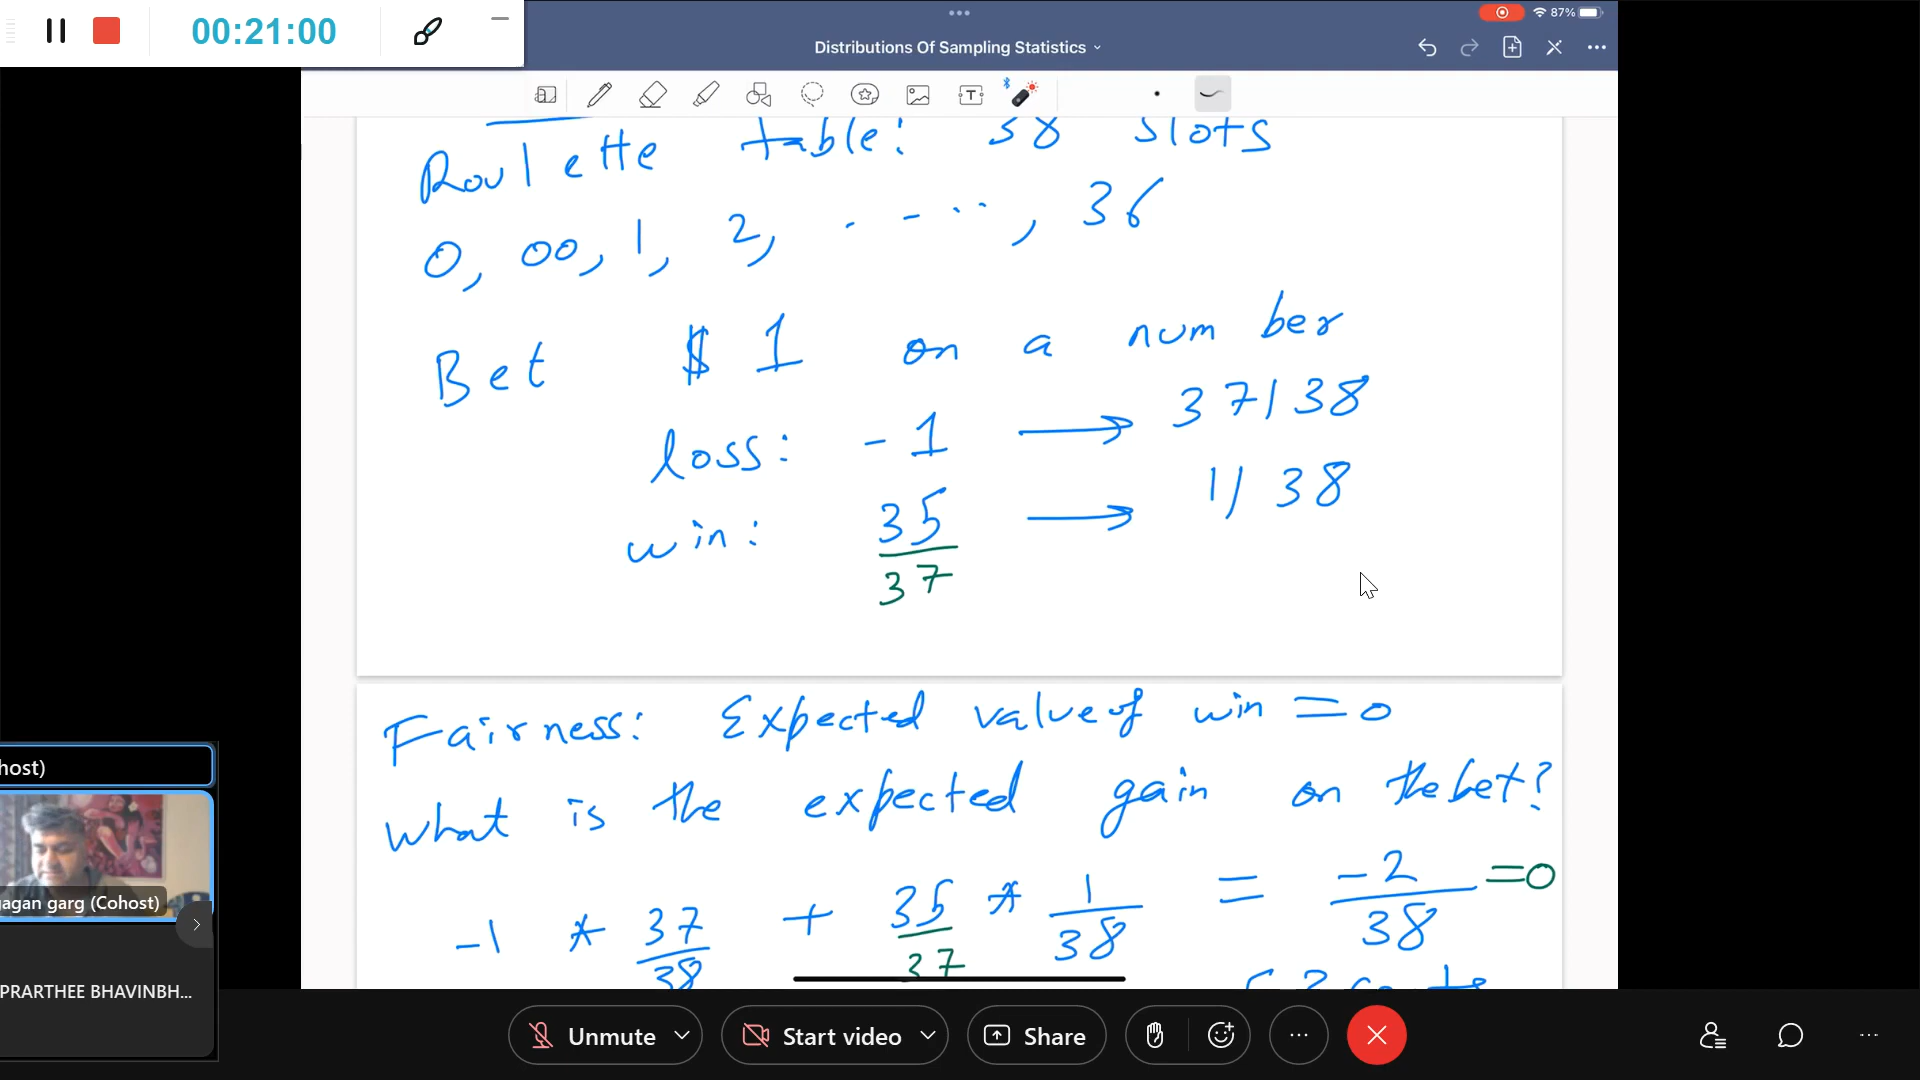 00:21:00
87%
Distributions Of Sampling Statistics
T
Roulette table: 38 slots
0, 00, 1, 2, . - . . , 36
Bet $ 1 on a number
loss: -1 → 37/38
win: 35 → 1/38
37
Fairness: Expected value of win = 0
What is the expected gain on the bet?
-1 * 37/38 + 35 * 1/38 = -2/38 = 0
37
host)
agan garg (Cohost)
PRARTHEE BHAVINBH...
Unmute
Start video
Share